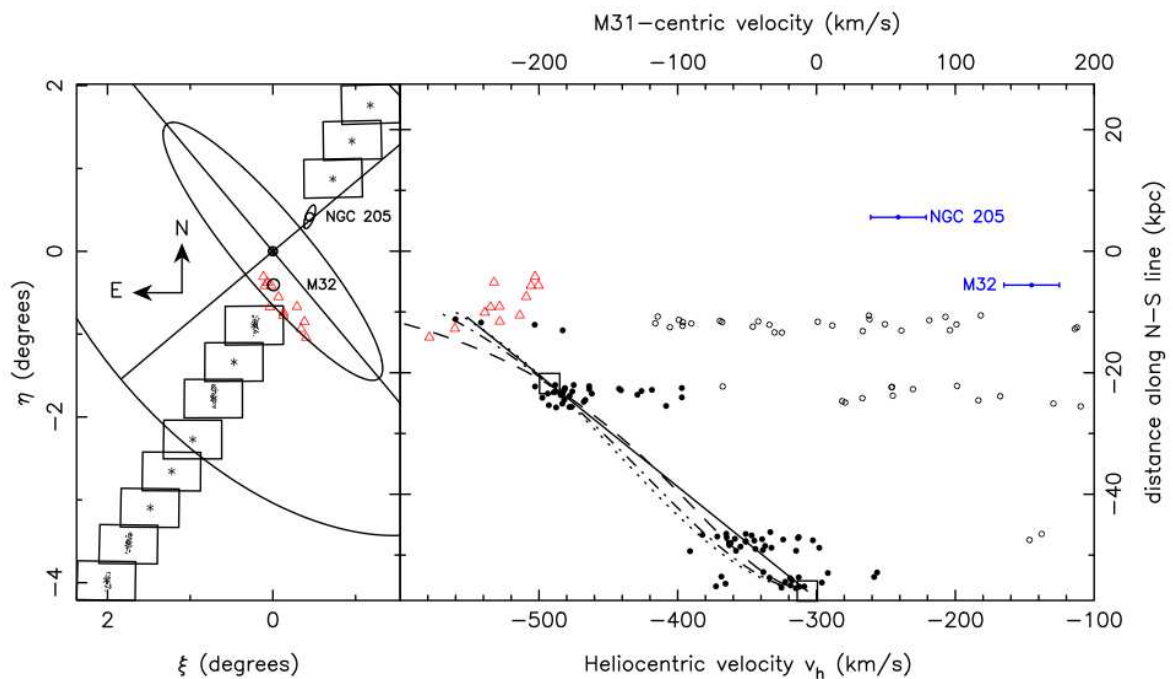 M31−centric velocity (km/s)
−200 −100 0 100 200
2
0
−2
−4
η (degrees)
N
E
NGC 205
M32
2 0
ξ (degrees)
NGC 205
M32
20
0
−20
−40
distance along N−S line (kpc)
−500 −400 −300 −200 −100
Heliocentric velocity v_h (km/s)